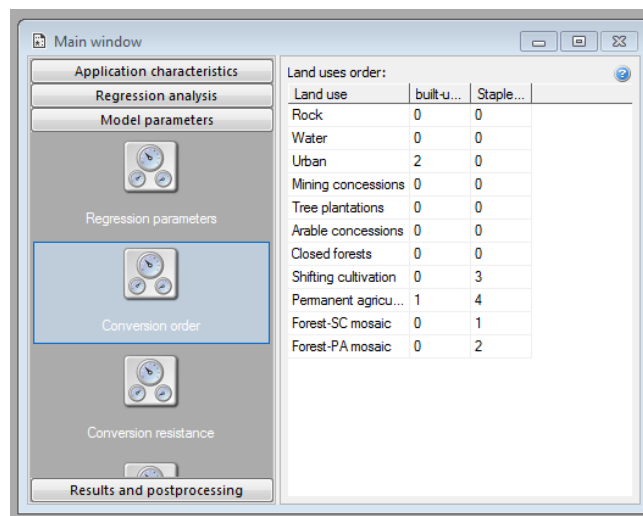 Main window
Application characteristics
Regression analysis
Model parameters
Regression parameters
Conversion order
Conversion resistance
Results and postprocessing
Land uses order:
Land use built-u... Staple...
Rock 0 0
Water 0 0
Urban 2 0
Mining concessions 0 0
Tree plantations 0 0
Arable concessions 0 0
Closed forests 0 0
Shifting cultivation 0 3
Permanent agricu... 1 4
Forest-SC mosaic 0 1
Forest-PA mosaic 0 2